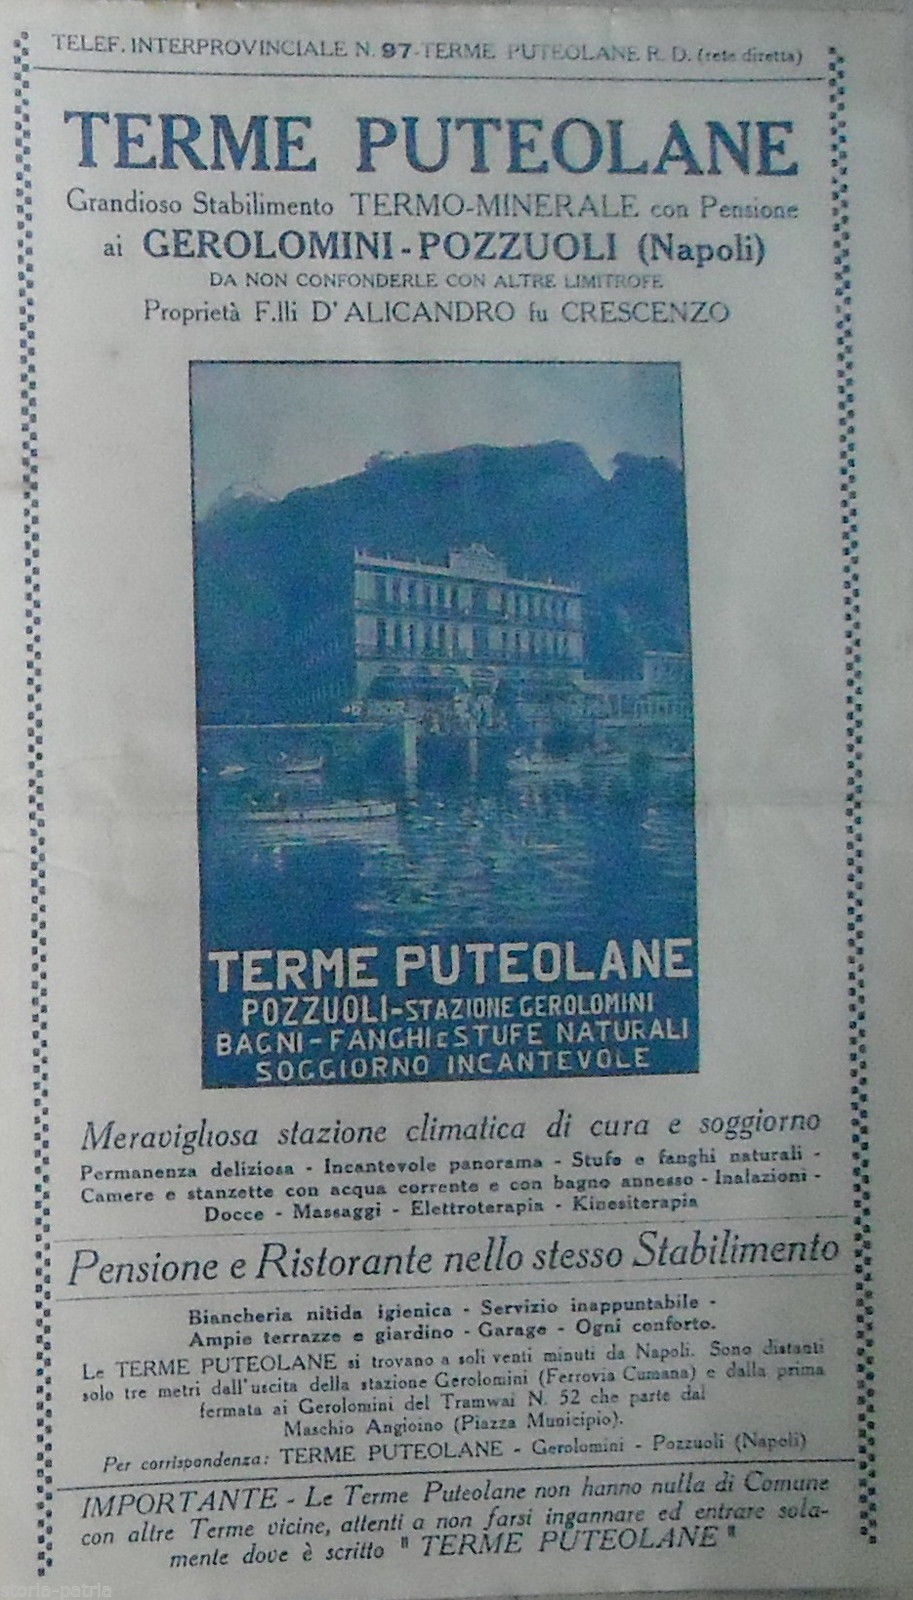 TELEF. INTERPROVINCIALE N. 97-TERME PUTEOLANE R. D. (rete diretta)
TERME PUTEOLANE
Grandioso Stabilimento TERMO-MINERALE con Pensione
ai GEROLOMINI-POZZUOLI (Napoli)
DA NON CONFONDERLE CON ALTRE LIMITROFE
Proprietà F.lli D'ALICANDRO fu CRESCENZO
TERME PUTEOLANE
POZZUOLI-STAZIONE GEROLOMINI
BAGNI-FANGHI E STUFE NATURALI
SOGGIORNO INCANTEVOLE
Meravigliosa stazione climatica di cura e soggiorno
Permanenza deliziosa - Incantevole panorama - Stufe e fanghi naturali -
Camere e stanzette con acqua corrente e con bagno annesso - Inalazioni -
Docce - Massaggi - Elettroterapia - Kinesiterapia
Pensione e Ristorante nello stesso Stabilimento
Biancheria nitida igienica - Servizio inappuntabile -
Ampie terrazze e giardino - Garage - Ogni conforto.
Le TERME PUTEOLANE si trovano a soli venti minuti da Napoli. Sono distanti
solo tre metri dall'uscita della stazione Gerolomini (Ferrovia Cumana) e dalla prima
fermata ai Gerolomini del Tramwai N. 52 che parte dal
Maschio Angioino (Piazza Municipio).
Per corrispondenza: TERME PUTEOLANE - Gerolomini - Pozzuoli (Napoli)
IMPORTANTE - Le Terme Puteolane non hanno nulla di Comune
con altre Terme vicine, attenti a non farsi ingannare ed entrare sola-
mente dove è scritto " TERME PUTEOLANE "
storia-patria